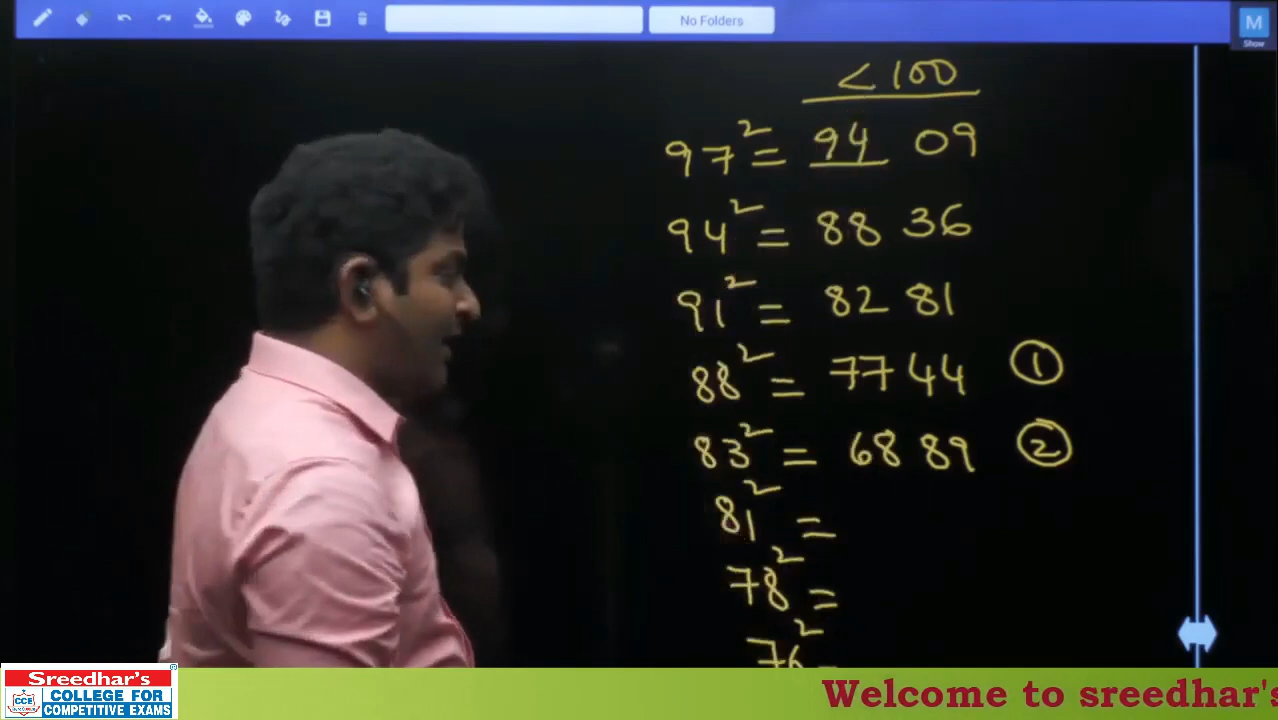 No Folders
M
Show
< 100
97² = 94 09
94² = 88 36
91² = 82 81
88² = 77 44 ①
83² = 68 89 ②
81² =
78² =
76² =
Sreedhar's
CCE
COLLEGE FOR
COMPETITIVE EXAMS
Welcome to sreedhar's